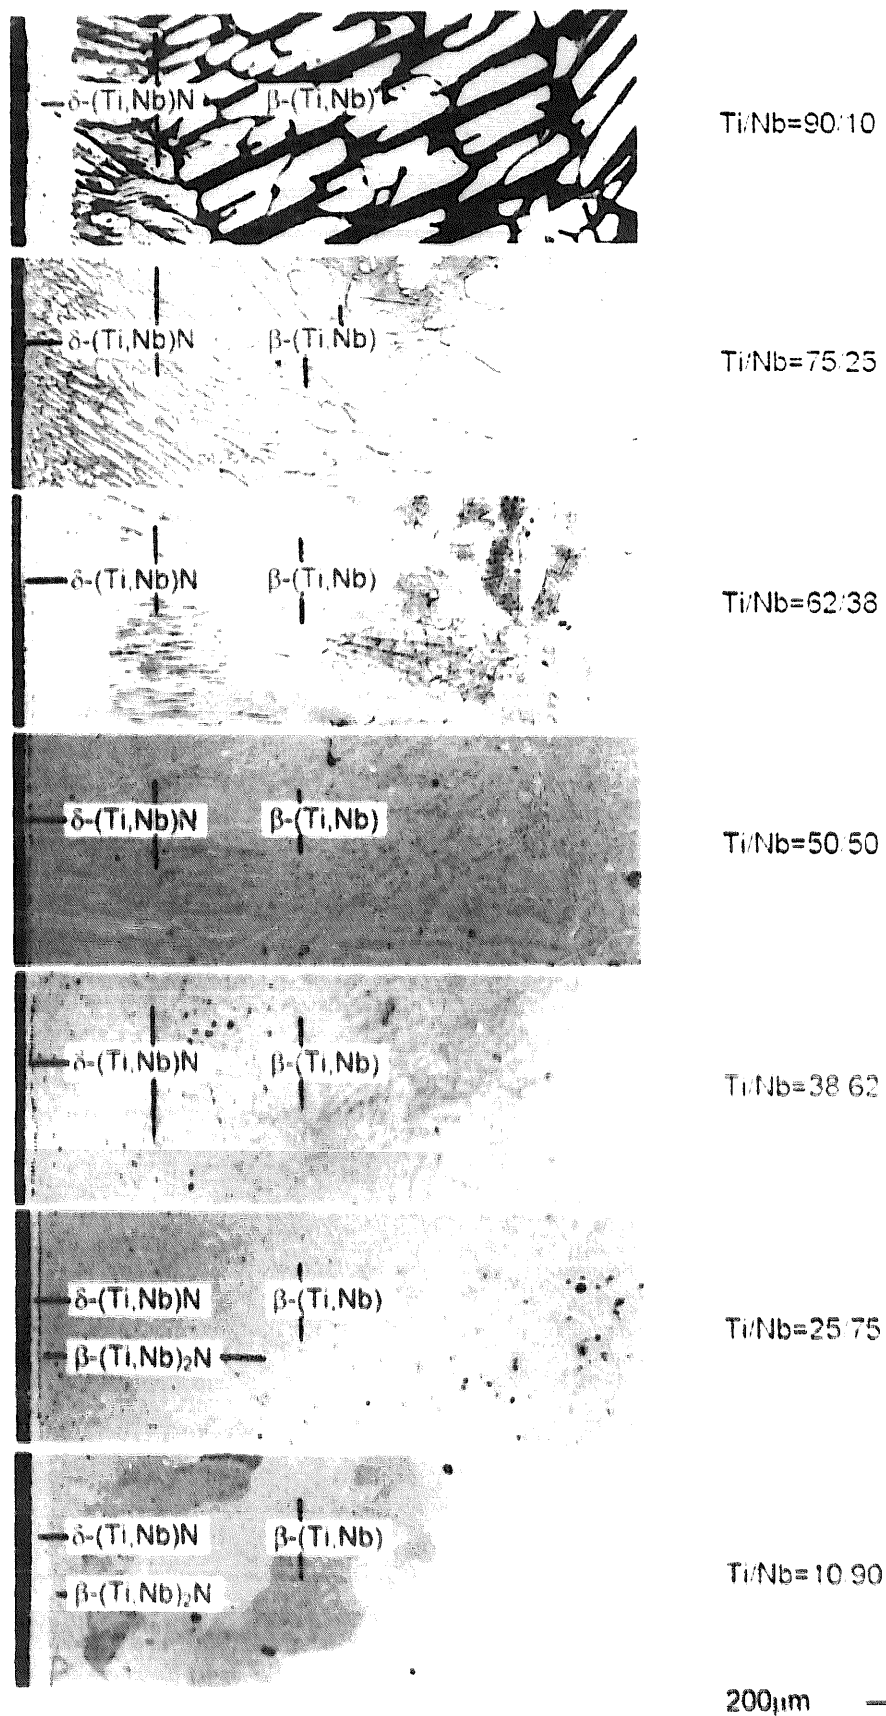 δ-(Ti,Nb)N β-(Ti,Nb) Ti/Nb=90/10
δ-(Ti,Nb)N β-(Ti,Nb) Ti/Nb=75/25
δ-(Ti,Nb)N β-(Ti,Nb) Ti/Nb=62/38
δ-(Ti,Nb)N β-(Ti,Nb) Ti/Nb=50/50
δ-(Ti,Nb)N β-(Ti,Nb) Ti/Nb=38/62
δ-(Ti,Nb)N β-(Ti,Nb) Ti/Nb=25/75
β-(Ti,Nb)₂N
δ-(Ti,Nb)N β-(Ti,Nb) Ti/Nb=10/90
β-(Ti,Nb)₂N
200μm